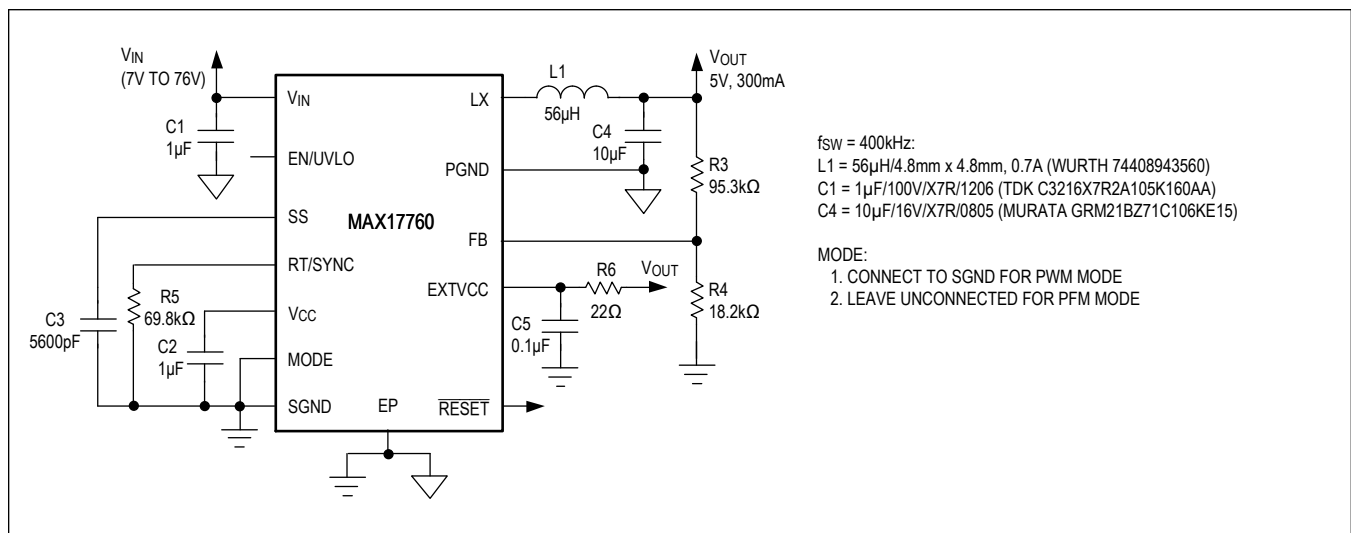 VIN
(7V TO 76V)
C1
1µF
VIN
EN/UVLO
SS
RT/SYNC
VCC
MODE
SGND
MAX17760
EP
LX
PGND
FB
EXTVCC
RESET
C3
5600pF
R5
69.8kΩ
C2
1µF
L1
56µH
C4
10µF
VOUT
5V, 300mA
R3
95.3kΩ
R6
22Ω
VOUT
C5
0.1µF
R4
18.2kΩ
fSW = 400kHz:
L1 = 56µH/4.8mm x 4.8mm, 0.7A (WURTH 74408943560)
C1 = 1µF/100V/X7R/1206 (TDK C3216X7R2A105K160AA)
C4 = 10µF/16V/X7R/0805 (MURATA GRM21BZ71C106KE15)
MODE:
1. CONNECT TO SGND FOR PWM MODE
2. LEAVE UNCONNECTED FOR PFM MODE